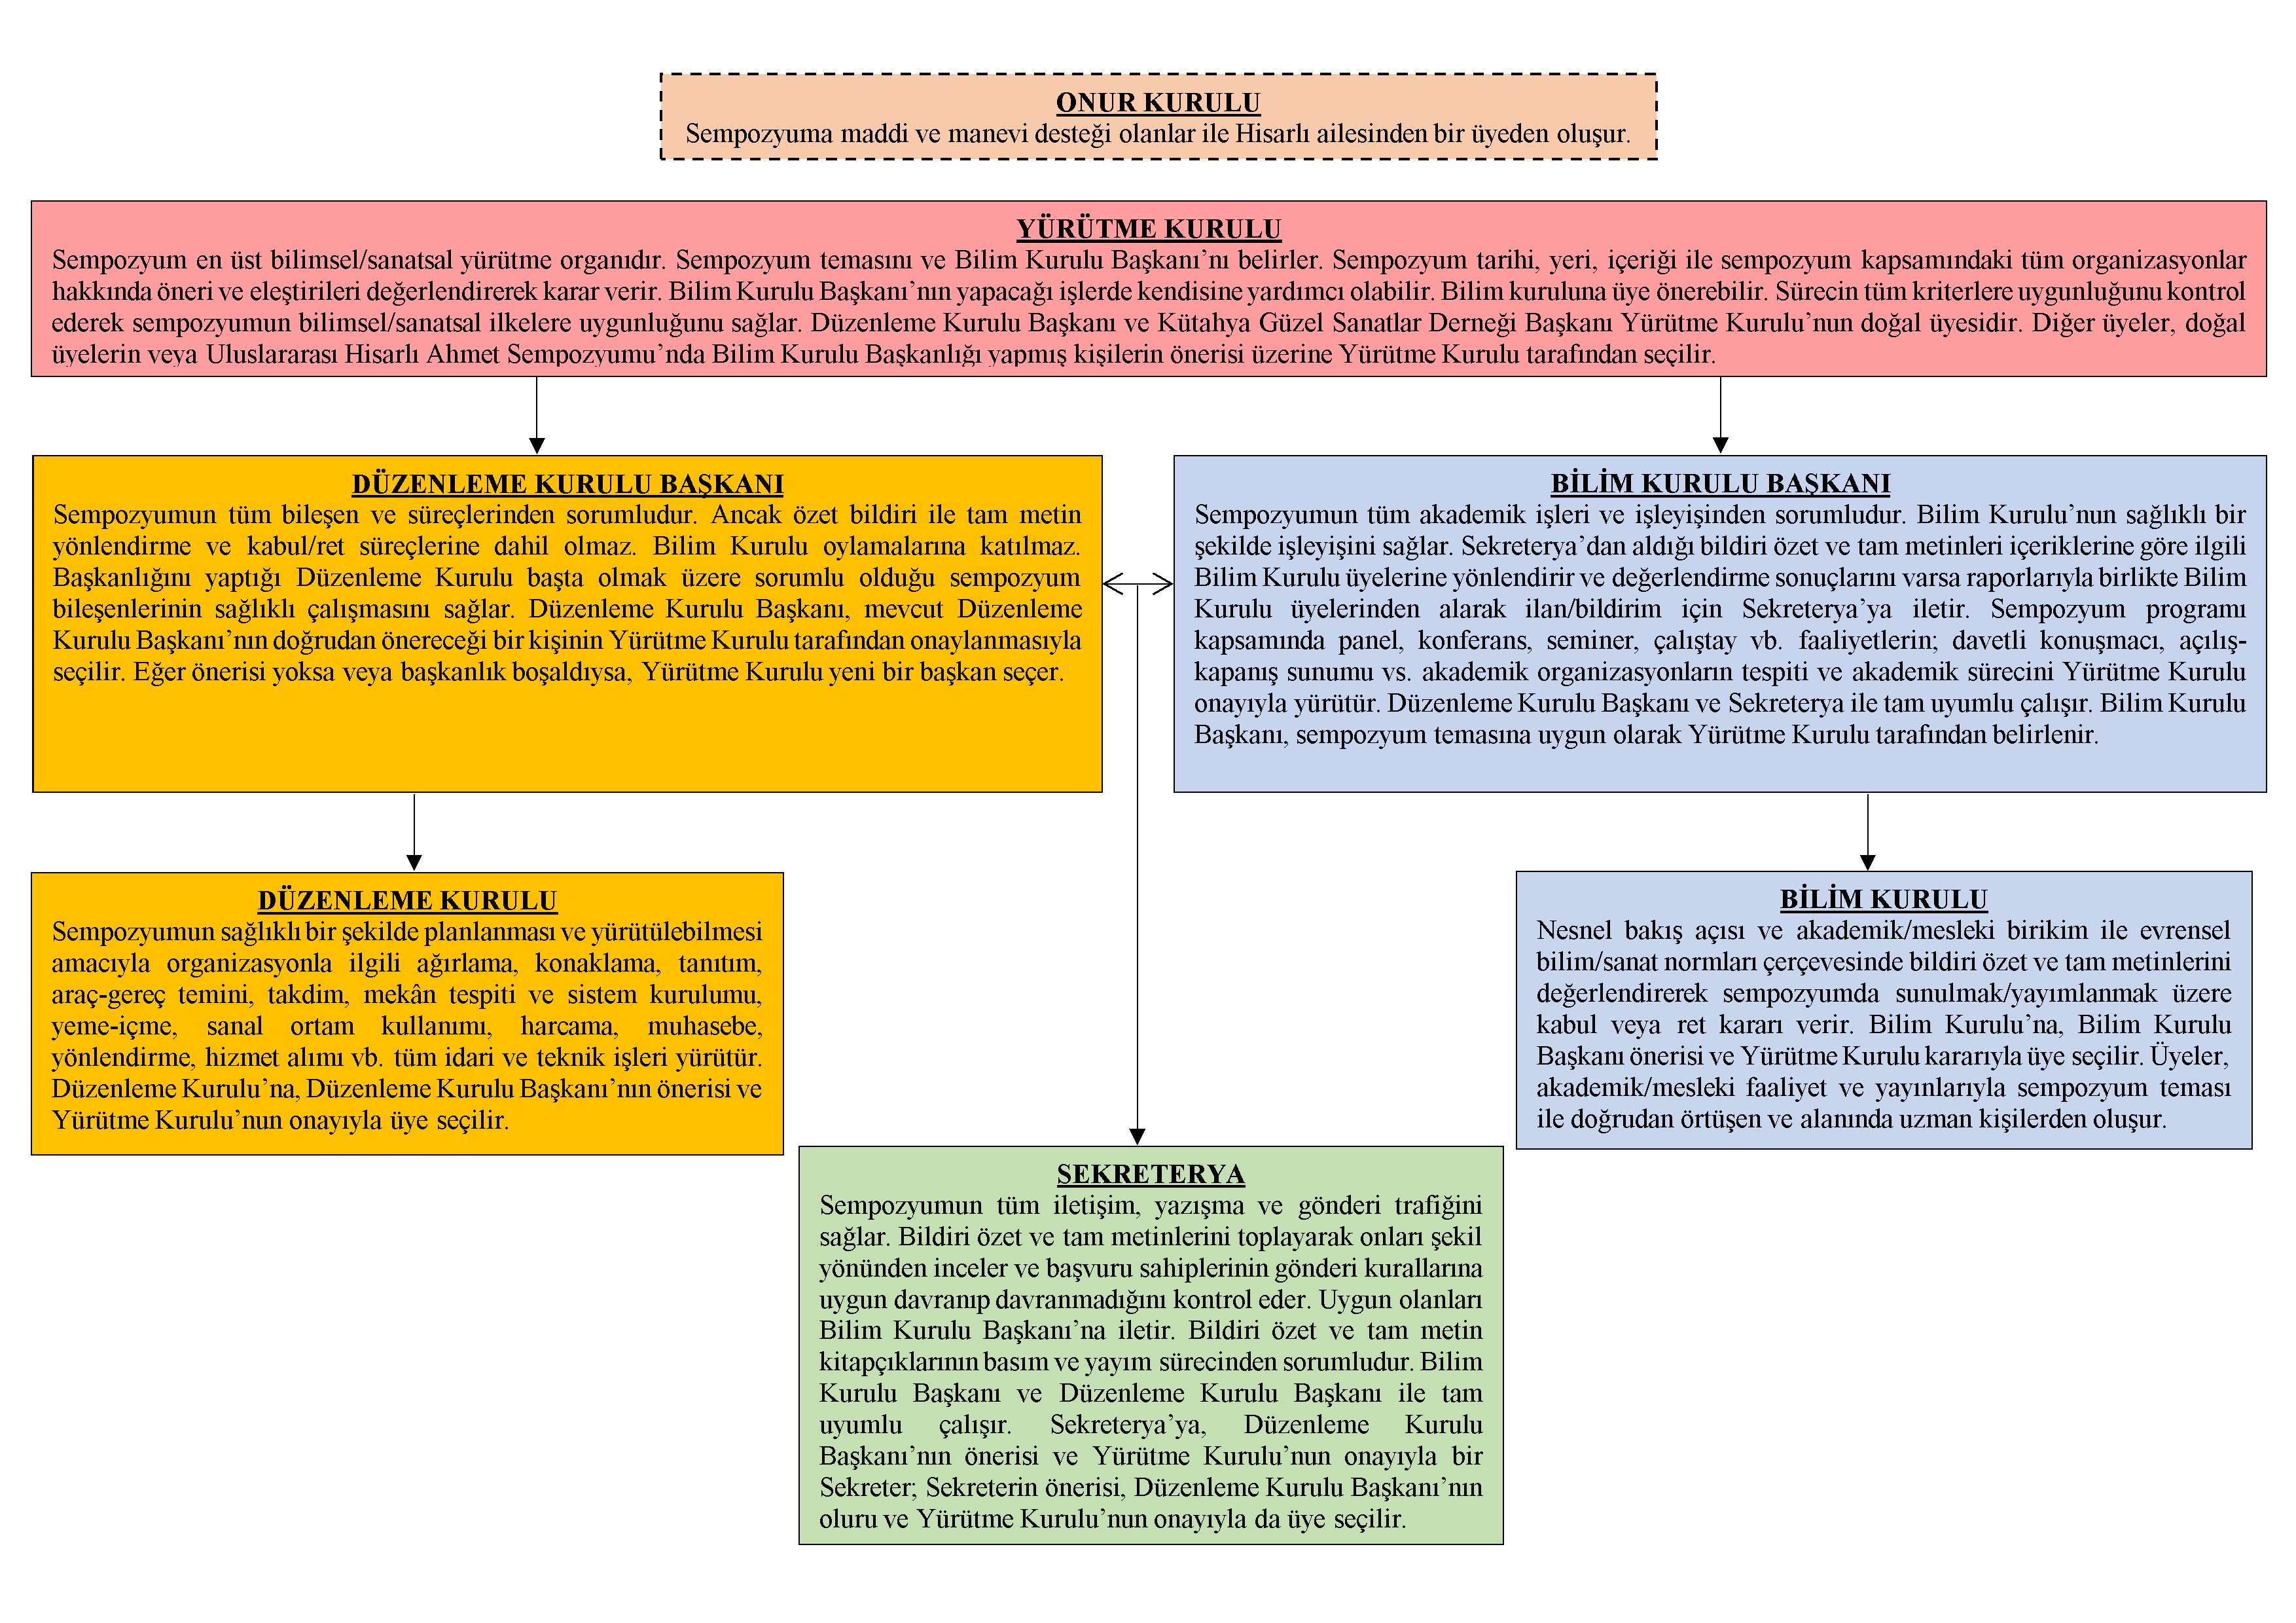 ONUR KURULU
Sempozyuma maddi ve manevi desteği olanlar ile Hisarlı ailesinden bir üyeden oluşur.
YÜRÜTME KURULU
Sempozyum en üst bilimsel/sanatsal yürütme organıdır. Sempozyum temasını ve Bilim Kurulu Başkanı’nı belirler. Sempozyum tarihi, yeri, içeriği ile sempozyum kapsamındaki tüm organizasyonlar
hakkında öneri ve eleştirileri değerlendirerek karar verir. Bilim Kurulu Başkanı’nın yapacağı işlerde kendisine yardımcı olabilir. Bilim kuruluna üye önerebilir. Sürecin tüm kriterlere uygunluğunu kontrol
ederek sempozyumun bilimsel/sanatsal ilkelere uygunluğunu sağlar. Düzenleme Kurulu Başkanı ve Kütahya Güzel Sanatlar Derneği Başkanı Yürütme Kurulu’nun doğal üyesidir. Diğer üyeler, doğal
üyelerin veya Uluslararası Hisarlı Ahmet Sempozyumu’nda Bilim Kurulu Başkanlığı yapmış kişilerin önerisi üzerine Yürütme Kurulu tarafından seçilir.
DÜZENLEME KURULU BAŞKANI
Sempozyumun tüm bileşen ve süreçlerinden sorumludur. Ancak özet bildiri ile tam metin
yönlendirme ve kabul/ret süreçlerine dahil olmaz. Bilim Kurulu oylamalarına katılmaz.
Başkanlığını yaptığı Düzenleme Kurulu başta olmak üzere sorumlu olduğu sempozyum
bileşenlerinin sağlıklı çalışmasını sağlar. Düzenleme Kurulu Başkanı, mevcut Düzenleme
Kurulu Başkanı’nın doğrudan önereceği bir kişinin Yürütme Kurulu tarafından onaylanmasıyla
seçilir. Eğer önerisi yoksa veya başkanlık boşaldıysa, Yürütme Kurulu yeni bir başkan seçer.
BİLİM KURULU BAŞKANI
Sempozyumun tüm akademik işleri ve işleyişinden sorumludur. Bilim Kurulu’nun sağlıklı bir
şekilde işleyişini sağlar. Sekreterya’dan aldığı bildiri özet ve tam metinleri içeriklerine göre ilgili
Bilim Kurulu üyelerine yönlendirir ve değerlendirme sonuçlarını varsa raporlarıyla birlikte Bilim
Kurulu üyelerinden alarak ilan/bildirim için Sekreterya’ya iletir. Sempozyum programı
kapsamında panel, konferans, seminer, çalıştay vb. faaliyetlerin; davetli konuşmacı, açılış-
kapanış sunumu vs. akademik organizasyonların tespiti ve akademik sürecini Yürütme Kurulu
onayıyla yürütür. Düzenleme Kurulu Başkanı ve Sekreterya ile tam uyumlu çalışır. Bilim Kurulu
Başkanı, sempozyum temasına uygun olarak Yürütme Kurulu tarafından belirlenir.
DÜZENLEME KURULU
Sempozyumun sağlıklı bir şekilde planlanması ve yürütülebilmesi
amacıyla organizasyonla ilgili ağırlama, konaklama, tanıtım,
araç-gereç temini, takdim, mekân tespiti ve sistem kurulumu,
yeme-içme, sanal ortam kullanımı, harcama, muhasebe,
yönlendirme, hizmet alımı vb. tüm idari ve teknik işleri yürütür.
Düzenleme Kurulu’na, Düzenleme Kurulu Başkanı’nın önerisi ve
Yürütme Kurulu’nun onayıyla üye seçilir.
BİLİM KURULU
Nesnel bakış açısı ve akademik/mesleki birikim ile evrensel
bilim/sanat normları çerçevesinde bildiri özet ve tam metinlerini
değerlendirerek sempozyumda sunulmak/yayımlanmak üzere
kabul veya ret kararı verir. Bilim Kurulu’na, Bilim Kurulu
Başkanı önerisi ve Yürütme Kurulu kararıyla üye seçilir. Üyeler,
akademik/mesleki faaliyet ve yayınlarıyla sempozyum teması
ile doğrudan örtüşen ve alanında uzman kişilerden oluşur.
SEKRETERYA
Sempozyumun tüm iletişim, yazışma ve gönderi trafiğini
sağlar. Bildiri özet ve tam metinlerini toplayarak onları şekil
yönünden inceler ve başvuru sahiplerinin gönderi kurallarına
uygun davranıp davranmadığını kontrol eder. Uygun olanları
Bilim Kurulu Başkanı’na iletir. Bildiri özet ve tam metin
kitapçıklarının basım ve yayım sürecinden sorumludur. Bilim
Kurulu Başkanı ve Düzenleme Kurulu Başkanı ile tam
uyumlu çalışır. Sekreterya’ya, Düzenleme Kurulu
Başkanı’nın önerisi ve Yürütme Kurulu’nun onayıyla bir
Sekreter; Sekreterin önerisi, Düzenleme Kurulu Başkanı’nın
oluru ve Yürütme Kurulu’nun onayıyla da üye seçilir.